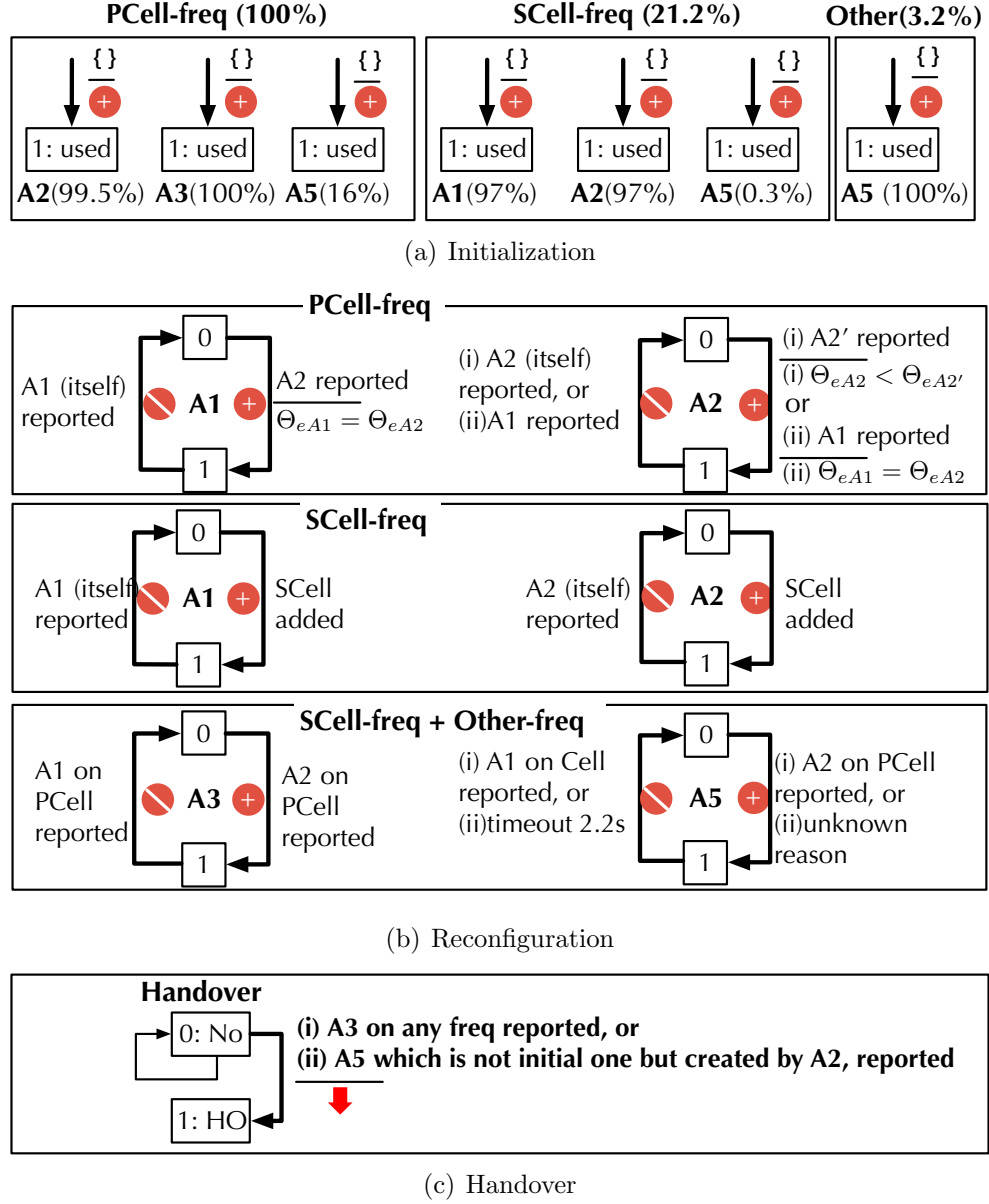 PCell-freq (100%)
SCell-freq (21.2%)
Other(3.2%)
{ }
+
{ }
+
{ }
+
{ }
+
{ }
+
{ }
+
{ }
+
1: used
1: used
1: used
1: used
1: used
1: used
1: used
A2(99.5%)
A3(100%)
A5(16%)
A1(97%)
A2(97%)
A5(0.3%)
A5 (100%)
(a) Initialization
PCell-freq
0
A1 (itself)
reported
A1
+
A2 reported
Θ_{eA1} = Θ_{eA2}
1
0
(i) A2 (itself)
reported, or
(ii)A1 reported
A2
+
(i) A2′ reported
(i) Θ_{eA2} < Θ_{eA2′}
or
(ii) A1 reported
(ii) Θ_{eA1} = Θ_{eA2}
1
SCell-freq
0
A1 (itself)
reported
A1
+
SCell
added
1
0
A2 (itself)
reported
A2
+
SCell
added
1
SCell-freq + Other-freq
0
A1 on
PCell
reported
A3
+
A2 on
PCell
reported
1
0
(i) A1 on Cell
reported, or
(ii)timeout 2.2s
A5
+
(i) A2 on PCell
reported, or
(ii)unknown
reason
1
(b) Reconfiguration
Handover
0: No
(i) A3 on any freq reported, or
(ii) A5 which is not initial one but created by A2, reported
1: HO
(c) Handover